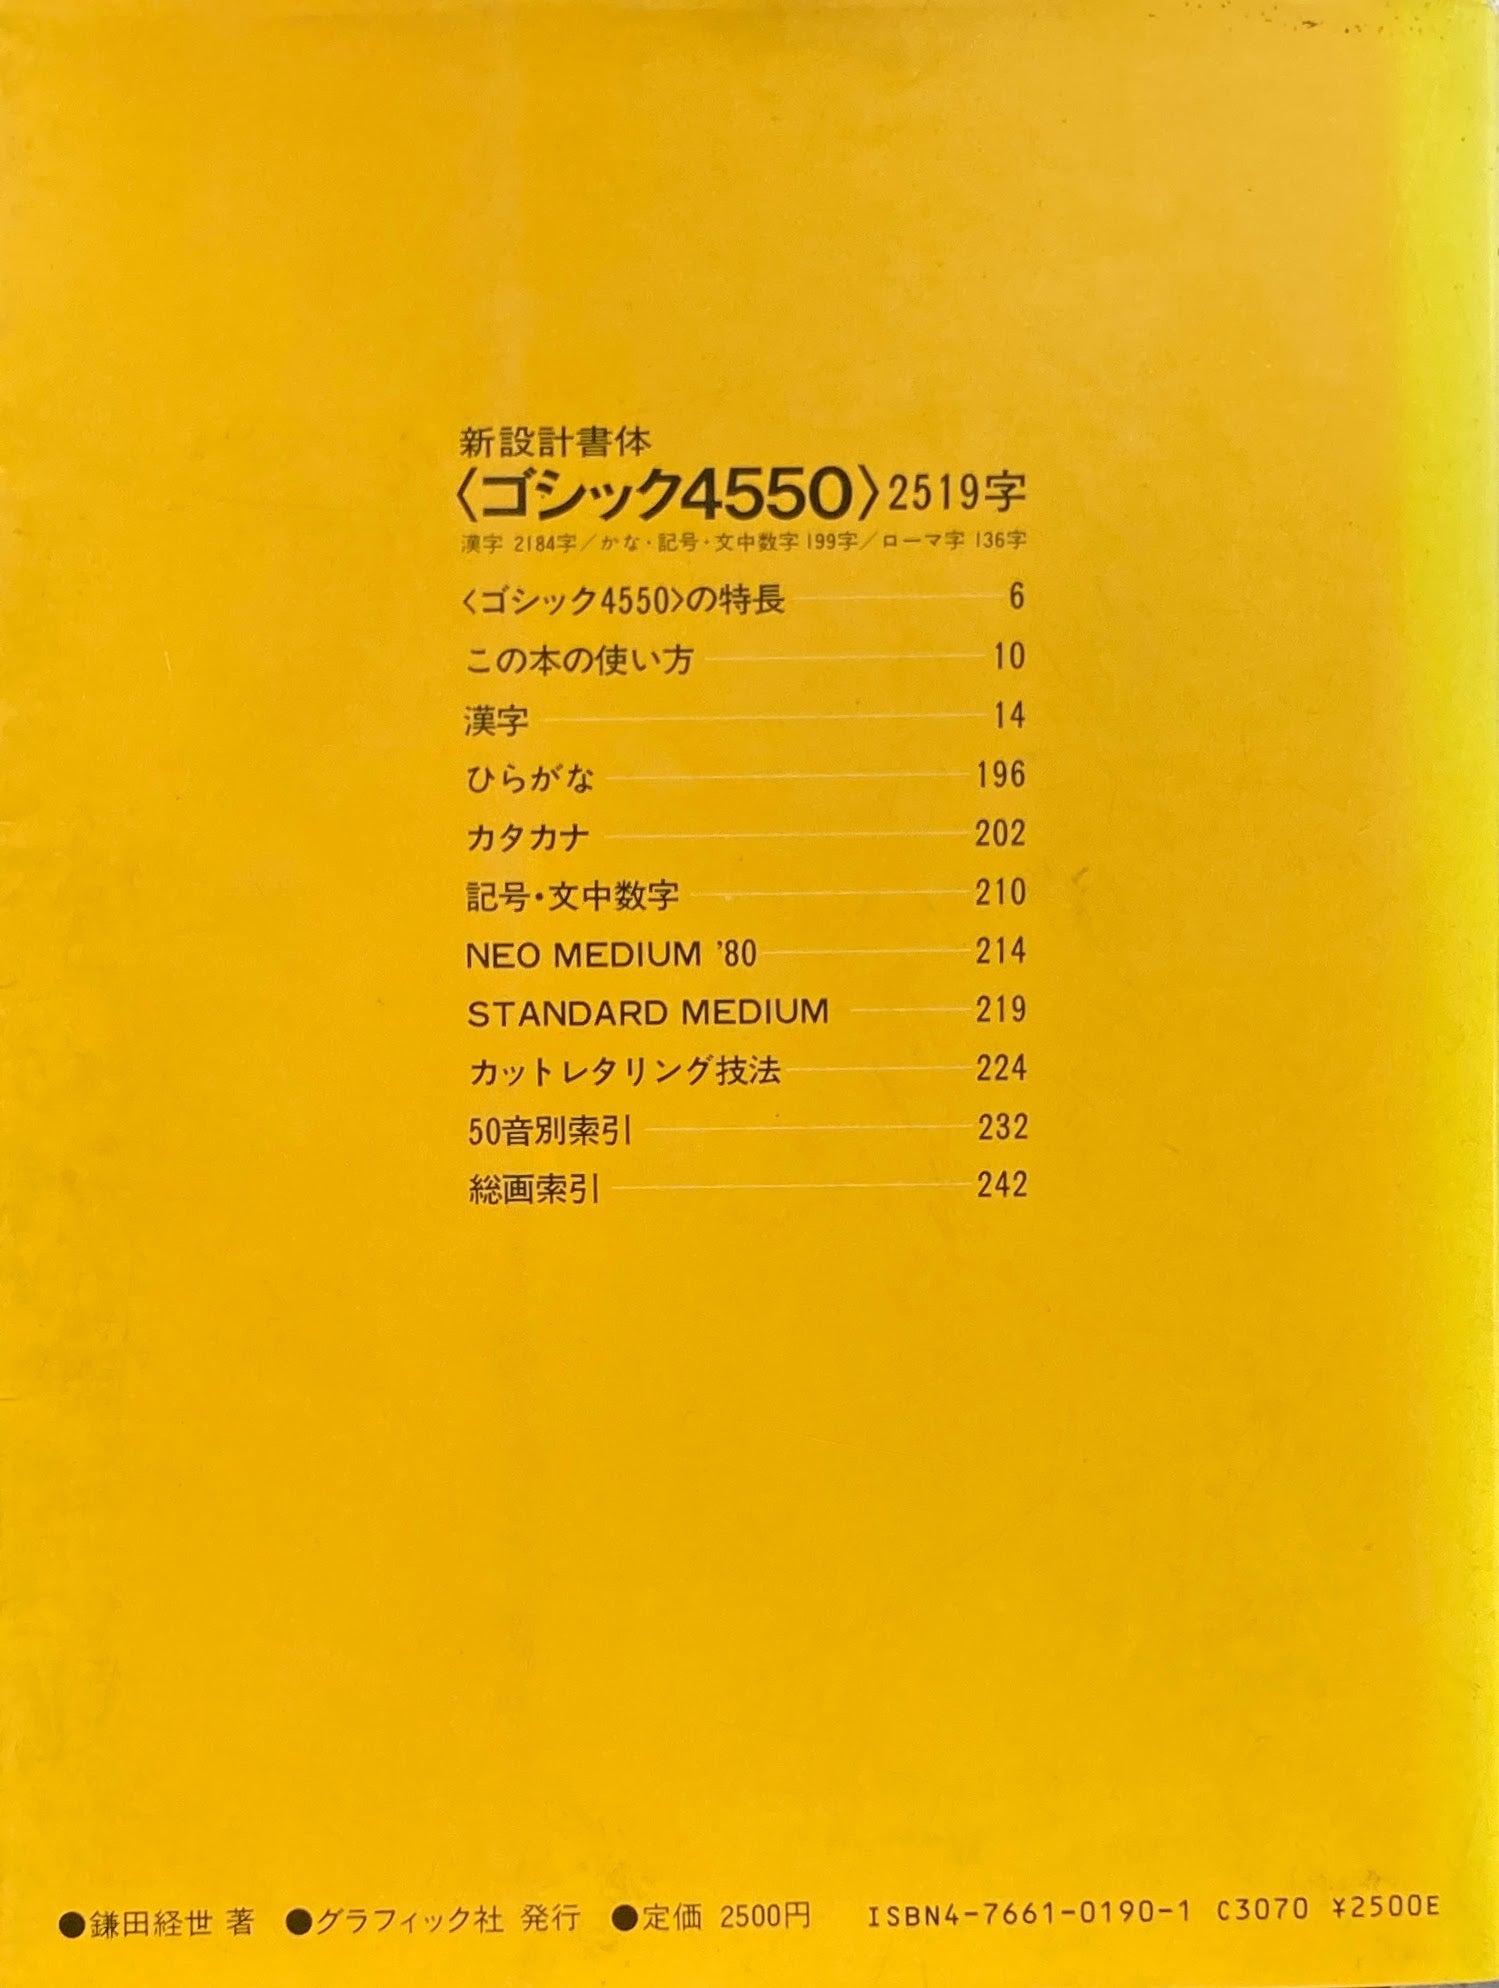 新設計書体
〈ゴシック4550〉2519字
漢字 2184字／かな・記号・文中数字 199字／ローマ字 136字
〈ゴシック4550〉の特長 6
この本の使い方 10
漢字 14
ひらがな 196
カタカナ 202
記号・文中数字 210
NEO MEDIUM ’80 214
STANDARD MEDIUM 219
カットレタリング技法 224
50音別索引 232
総画索引 242
●鎌田経世 著 ●グラフィック社 発行 ●定価 2500円 ISBN4-7661-0190-1 C3070 ¥2500E